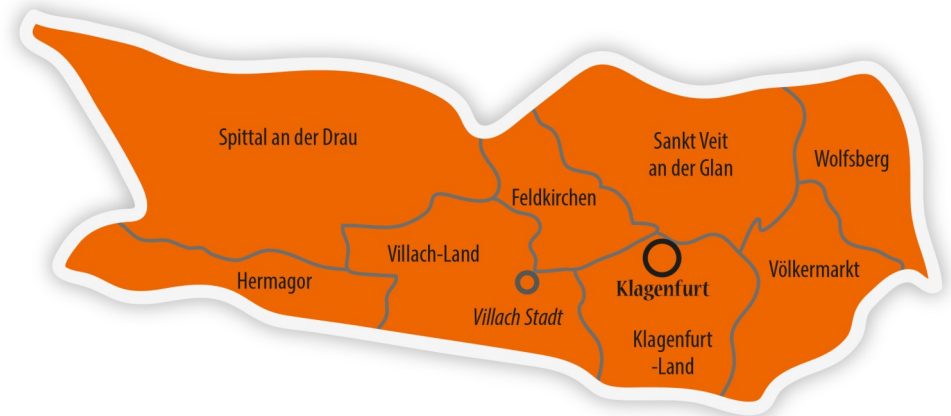 Spittal an der Drau
Sankt Veit
an der Glan
Wolfsberg
Feldkirchen
Villach-Land
Hermagor
Völkermarkt
Klagenfurt
Villach Stadt
Klagenfurt
-Land